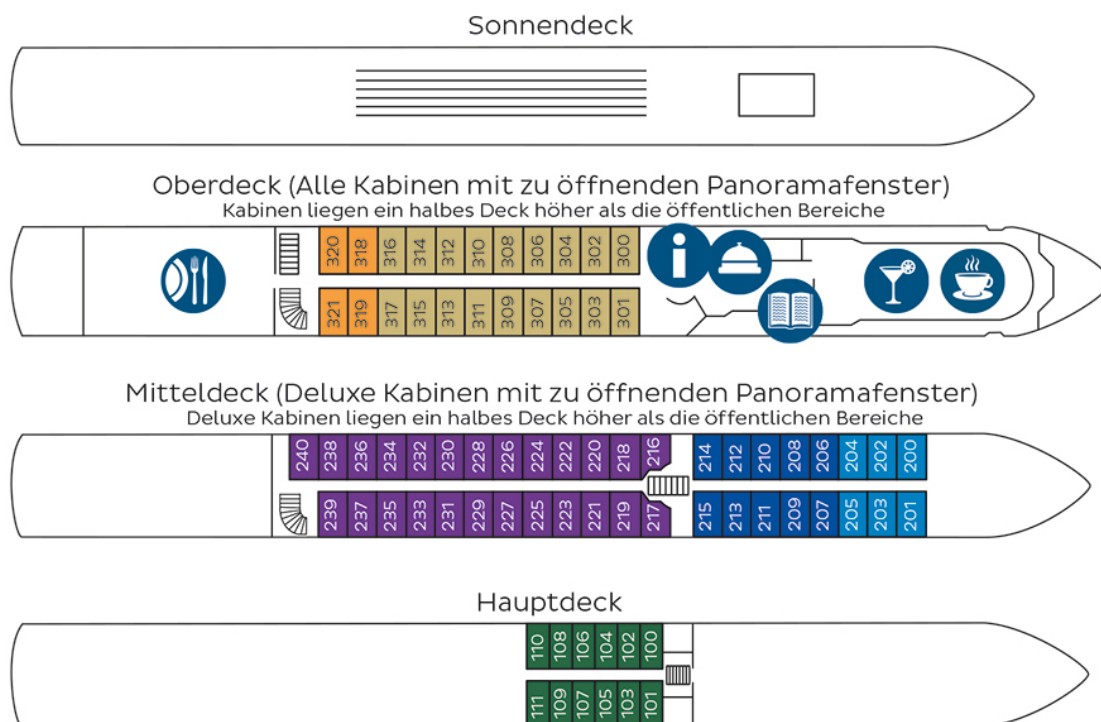 Sonnendeck
Oberdeck (Alle Kabinen mit zu öffnenden Panoramafenster)
Kabinen liegen ein halbes Deck höher als die öffentlichen Bereiche
320 318 316 314 312 310 308 306 304 302 300
321 319 317 315 313 311 309 307 305 303 301
Mitteldeck (Deluxe Kabinen mit zu öffnenden Panoramafenster)
Deluxe Kabinen liegen ein halbes Deck höher als die öffentlichen Bereiche
240 238 236 234 232 230 228 226 224 222 220 218 216 214 212 210 208 206 204 202 200
239 237 235 233 231 229 227 225 223 221 219 217 215 213 211 209 207 205 203 201
Hauptdeck
110 108 106 104 102 100
111 109 107 105 103 101